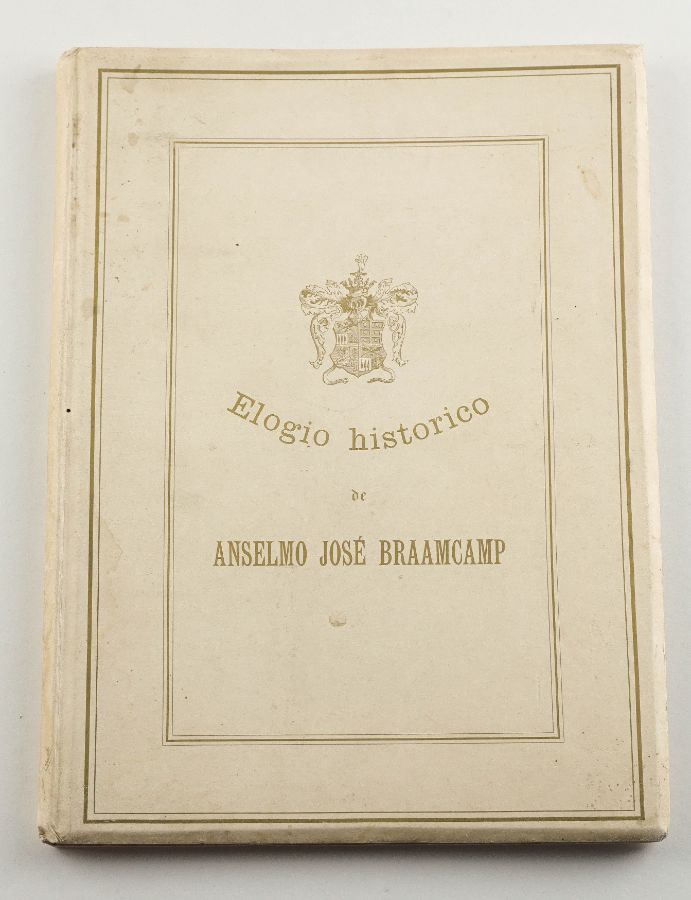 Elogio historico
de
ANSELMO JOSÉ BRAAMCAMP